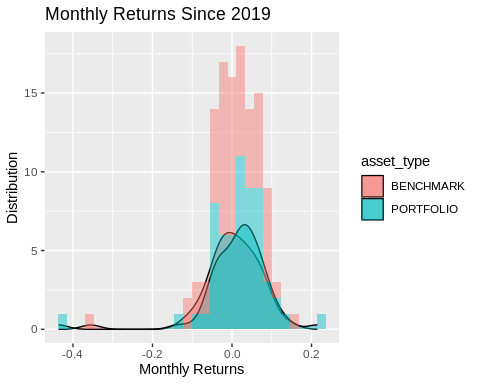 Monthly Returns Since 2019
15
10
5
0
Distribution
-0.4
-0.2
0.0
0.2
Monthly Returns
asset_type
BENCHMARK
PORTFOLIO